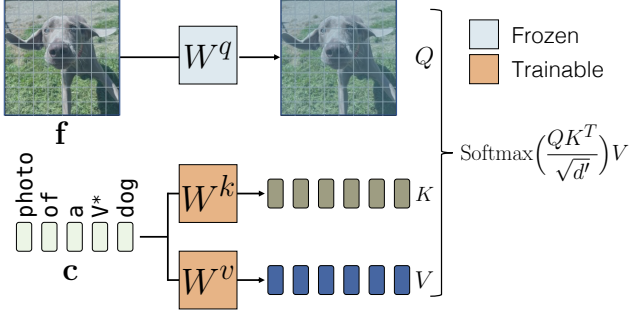 W^q
Q
Frozen
Trainable
f
Softmax(QK^T/√d′)V
photo
of
a
V*
dog
c
W^k
K
W^v
V